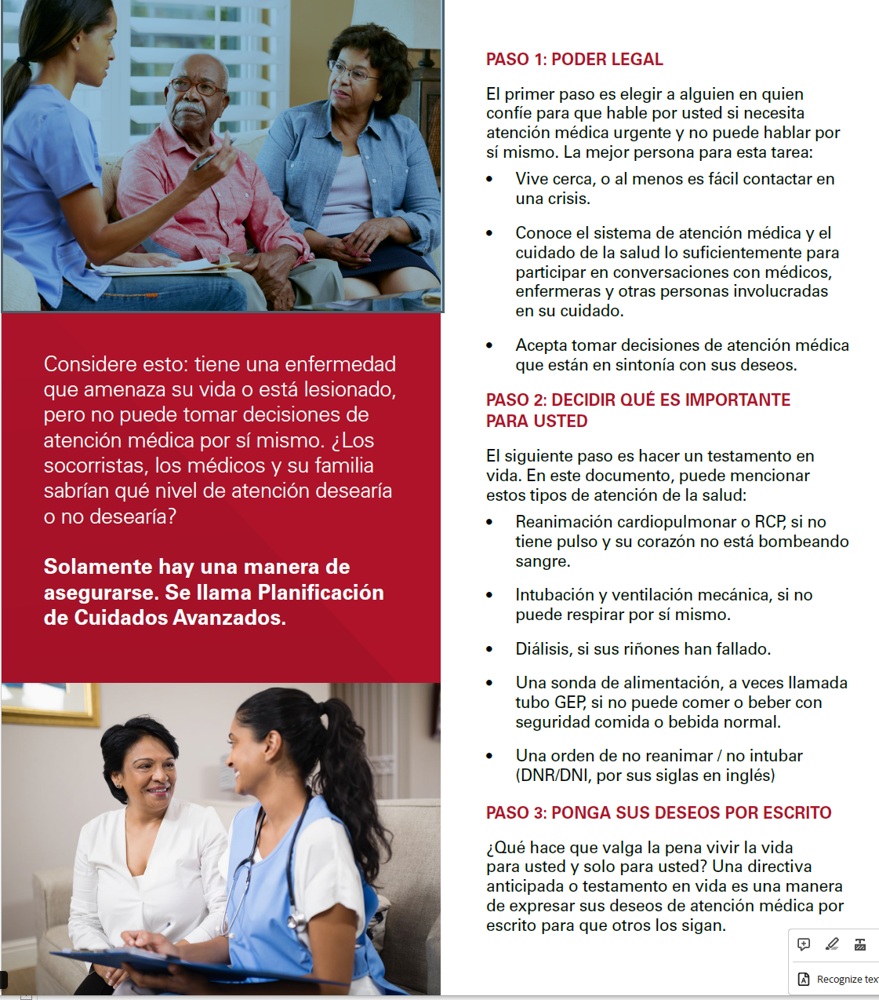 Considere esto: tiene una enfermedad
que amenaza su vida o está lesionado,
pero no puede tomar decisiones de
atención médica por sí mismo. ¿Los
socorristas, los médicos y su familia
sabrían qué nivel de atención desearía
o no desearía?
Solamente hay una manera de
asegurarse. Se llama Planificación
de Cuidados Avanzados.
PASO 1: PODER LEGAL
El primer paso es elegir a alguien en quien
confíe para que hable por usted si necesita
atención médica urgente y no puede hablar por
sí mismo. La mejor persona para esta tarea:
• Vive cerca, o al menos es fácil contactar en
una crisis.
• Conoce el sistema de atención médica y el
cuidado de la salud lo suficientemente para
participar en conversaciones con médicos,
enfermeras y otras personas involucradas
en su cuidado.
• Acepta tomar decisiones de atención médica
que están en sintonía con sus deseos.
PASO 2: DECIDIR QUÉ ES IMPORTANTE
PARA USTED
El siguiente paso es hacer un testamento en
vida. En este documento, puede mencionar
estos tipos de atención de la salud:
• Reanimación cardiopulmonar o RCP, si no
tiene pulso y su corazón no está bombeando
sangre.
• Intubación y ventilación mecánica, si no
puede respirar por sí mismo.
• Diálisis, si sus riñones han fallado.
• Una sonda de alimentación, a veces llamada
tubo GEP, si no puede comer o beber con
seguridad comida o bebida normal.
• Una orden de no reanimar / no intubar
(DNR/DNI, por sus siglas en inglés)
PASO 3: PONGA SUS DESEOS POR ESCRITO
¿Qué hace que valga la pena vivir la vida
para usted y solo para usted? Una directiva
anticipada o testamento en vida es una manera
de expresar sus deseos de atención médica por
escrito para que otros los sigan.
Recognize tex